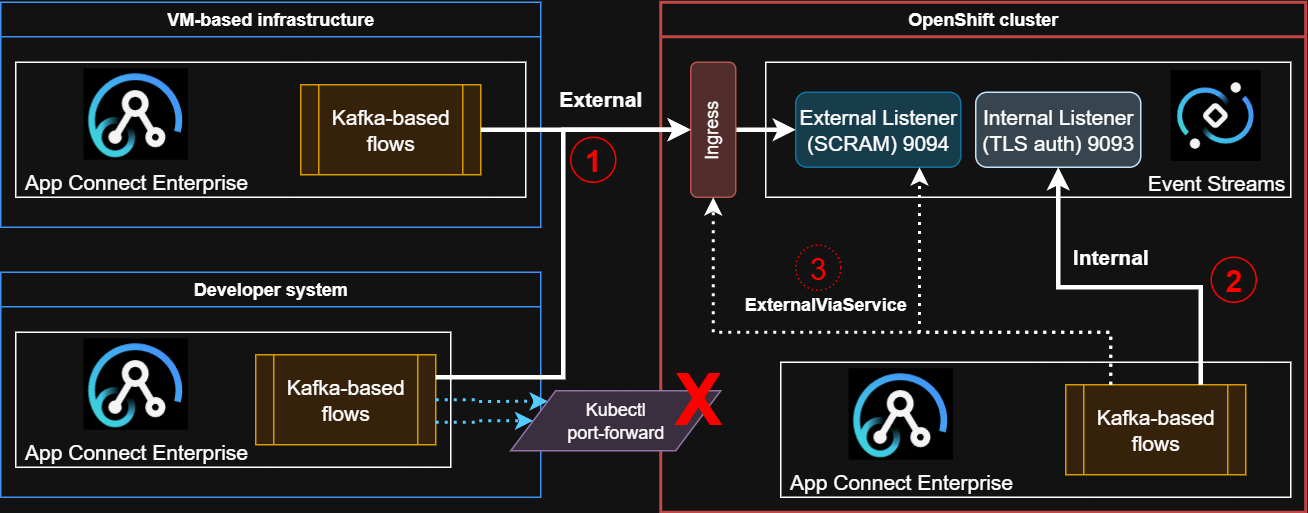 VM-based infrastructure
Kafka-based
flows
App Connect Enterprise
External
1
OpenShift cluster
Ingress
External Listener
(SCRAM) 9094
Internal Listener
(TLS auth) 9093
Event Streams
3
ExternalViaService
Internal
2
Developer system
Kafka-based
flows
App Connect Enterprise
Kubectl
port-forward
X
Kafka-based
flows
App Connect Enterprise